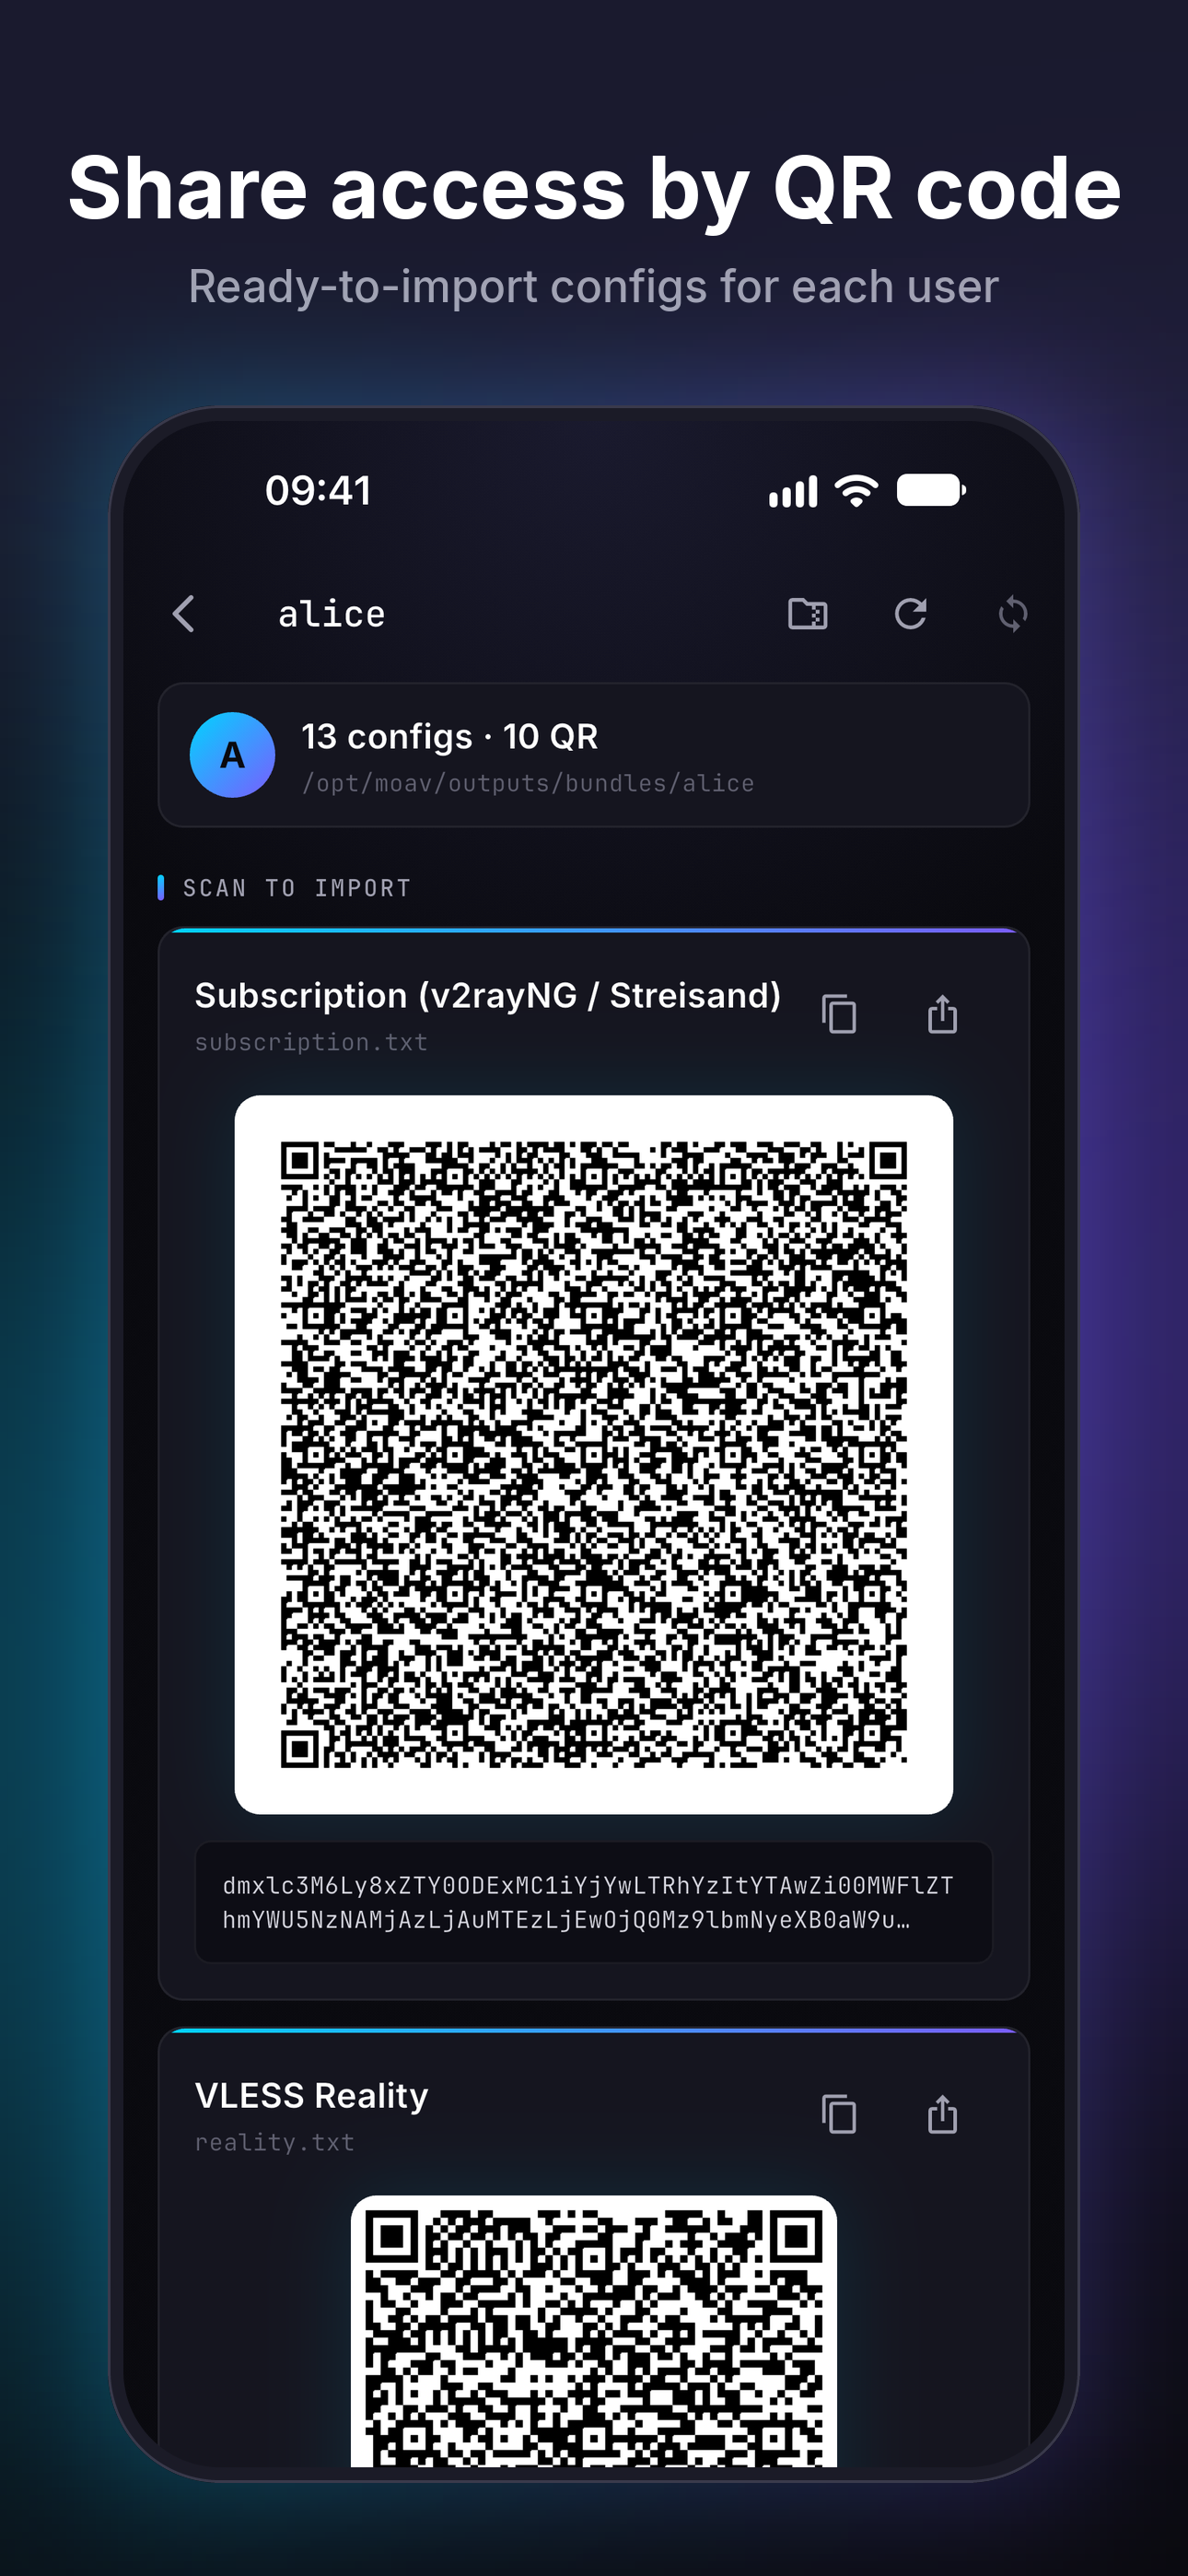 Share access by QR code
Ready-to-import configs for each user
09:41
alice
A
13 configs · 10 QR
/opt/moav/outputs/bundles/alice
SCAN TO IMPORT
Subscription (v2rayNG / Streisand)
subscription.txt
dmxlc3M6Ly8xZTY0ODExMC1iYjYwLTRhYzItYTAwZi00MWFlZT
hmYWU5NzNAMjAzLjAuMTEzLjEwOjQ0Mz9lbmNyeXB0aW9u…
VLESS Reality
reality.txt